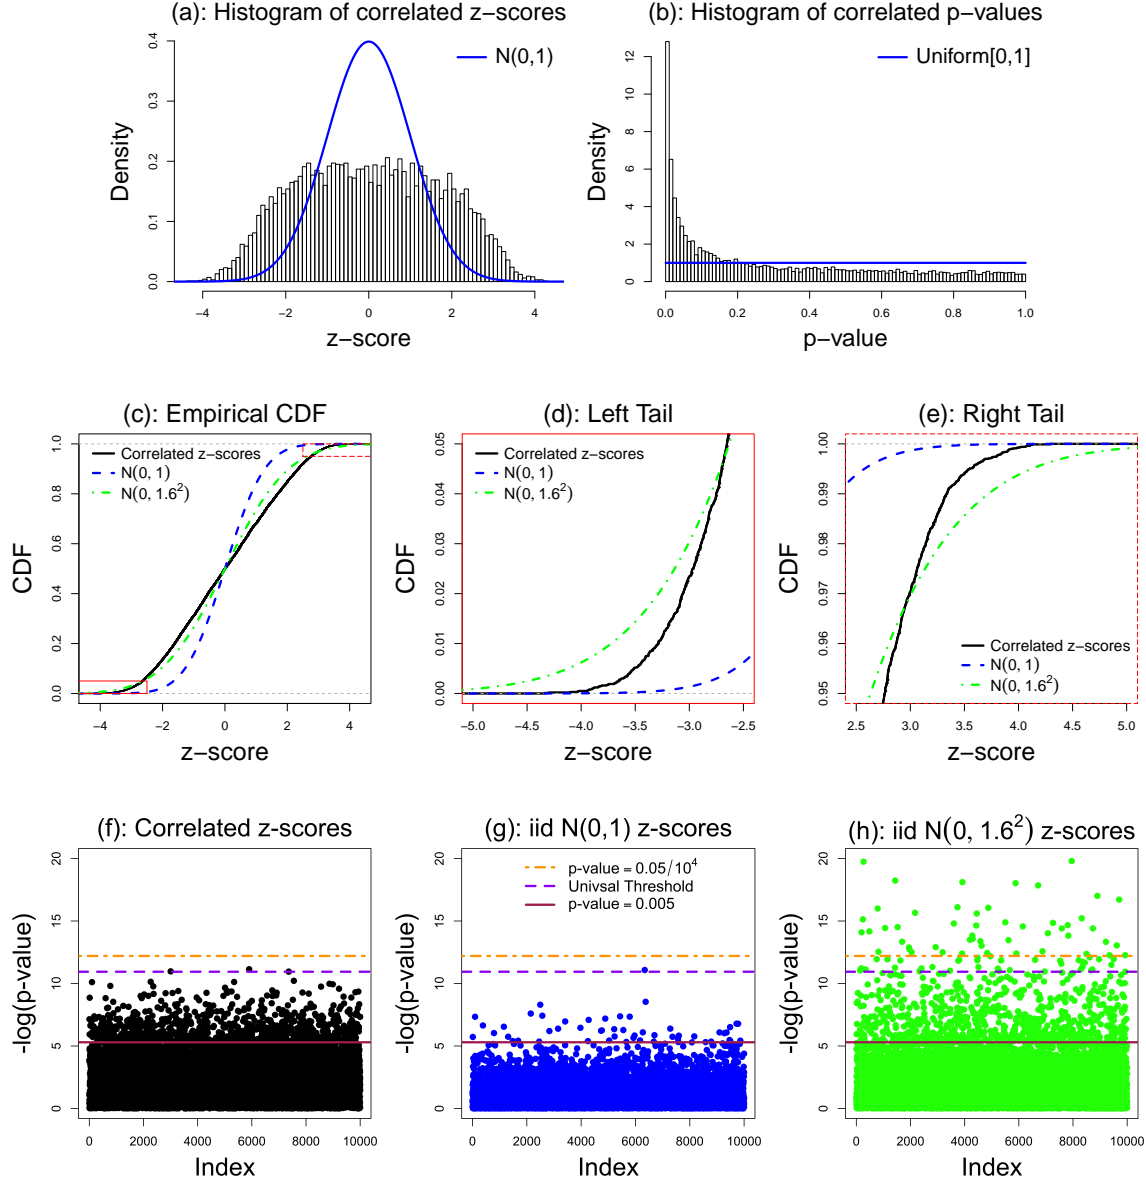 (a): Histogram of correlated z−scores
(b): Histogram of correlated p−values
Density
0.0 0.1 0.2 0.3 0.4
N(0,1)
−4 −2 0 2 4
z−score
Density
0 2 4 6 8 10 12
Uniform[0,1]
0.0 0.2 0.4 0.6 0.8 1.0
p−value
(c): Empirical CDF
CDF
0.0 0.2 0.4 0.6 0.8 1.0
Correlated z−scores
N(0, 1)
N(0, 1.6²)
−4 −2 0 2 4
z−score
(d): Left Tail
CDF
0.00 0.01 0.02 0.03 0.04 0.05
Correlated z−scores
N(0, 1)
N(0, 1.6²)
−5.0 −4.5 −4.0 −3.5 −3.0 −2.5
z−score
(e): Right Tail
CDF
0.95 0.96 0.97 0.98 0.99 1.00
Correlated z−scores
N(0, 1)
N(0, 1.6²)
2.5 3.0 3.5 4.0 4.5 5.0
z−score
(f): Correlated z-scores
-log(p-value)
0 5 10 15 20
0 2000 4000 6000 8000 10000
Index
(g): iid N(0,1) z-scores
-log(p-value)
0 5 10 15 20
p-value = 0.05/10⁴
Univsal Threshold
p-value = 0.005
0 2000 4000 6000 8000 10000
Index
(h): iid N(0, 1.6²) z-scores
-log(p-value)
0 5 10 15 20
0 2000 4000 6000 8000 10000
Index